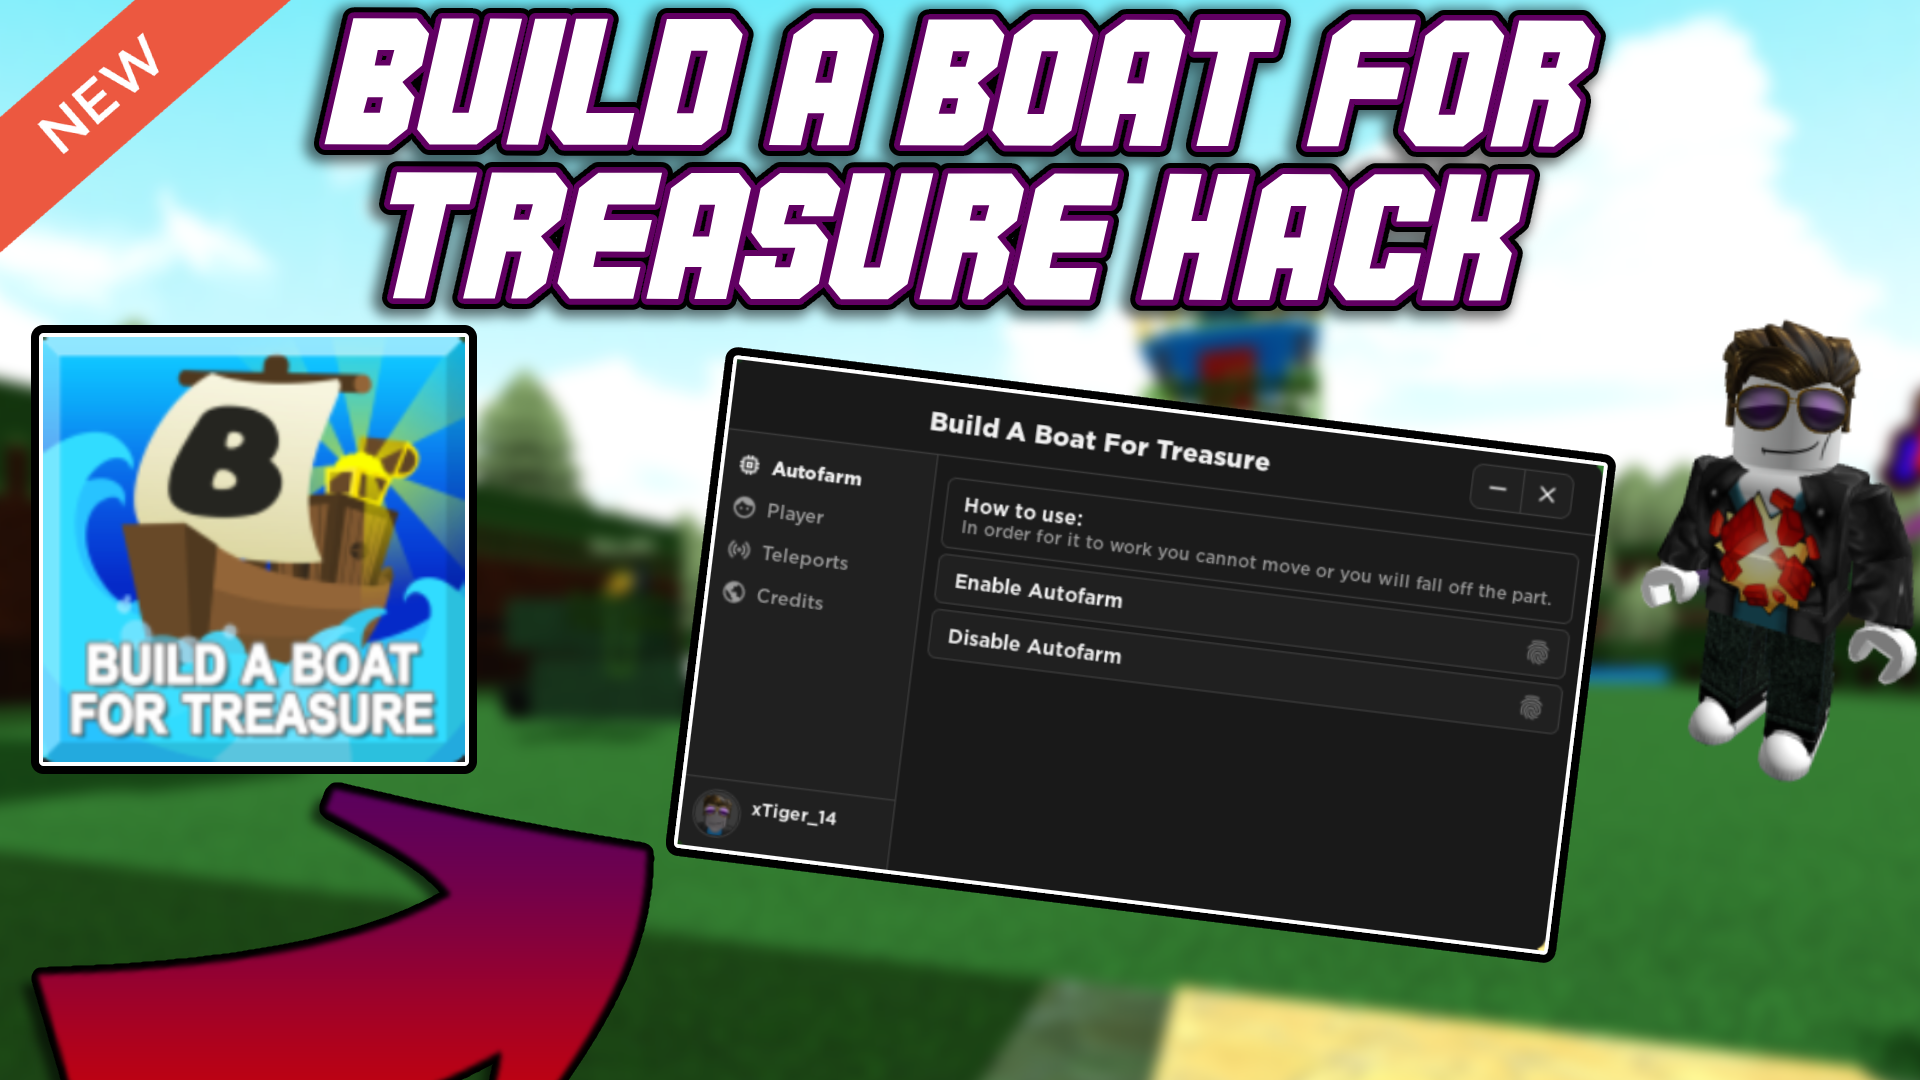 NEW
BUILD A BOAT FOR
TREASURE HACK
B
BUILD A BOAT
FOR TREASURE
Build A Boat For Treasure
Autofarm
Player
Teleports
Credits
How to use:
In order for it to work you cannot move or you will fall off the part.
Enable Autofarm
Disable Autofarm
xTiger_14